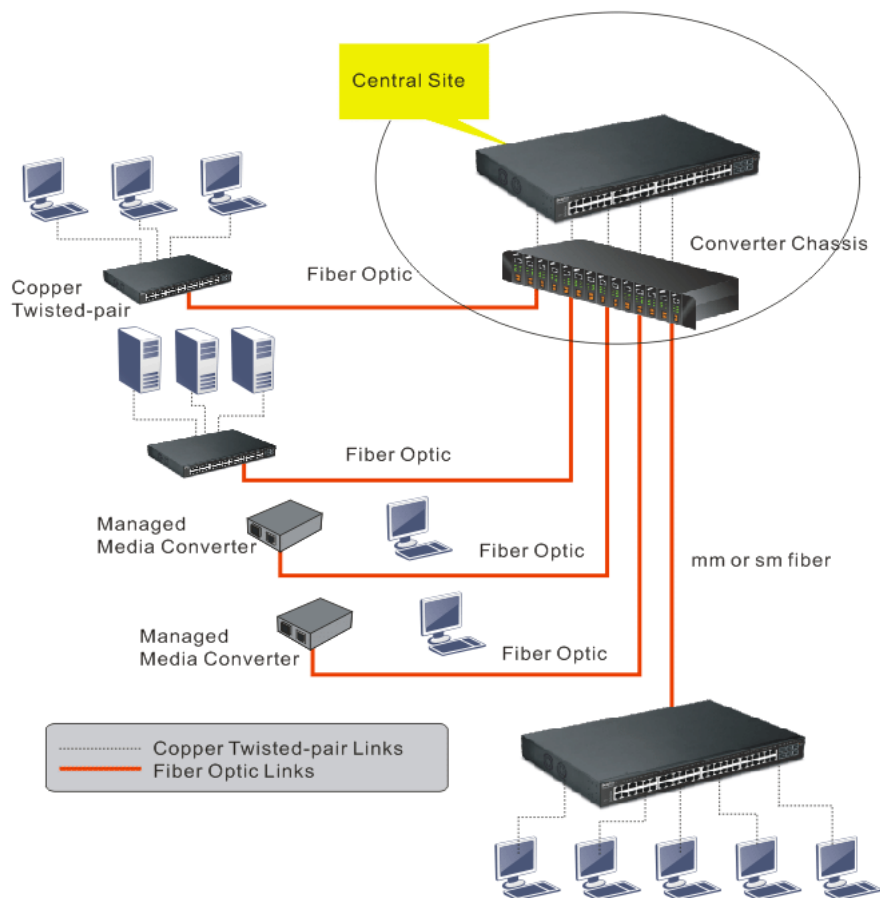 Central Site
Converter Chassis
Fiber Optic
Copper
Twisted-pair
Fiber Optic
Managed
Media Converter
Fiber Optic
mm or sm fiber
Managed
Media Converter
Fiber Optic
Copper Twisted-pair Links
Fiber Optic Links